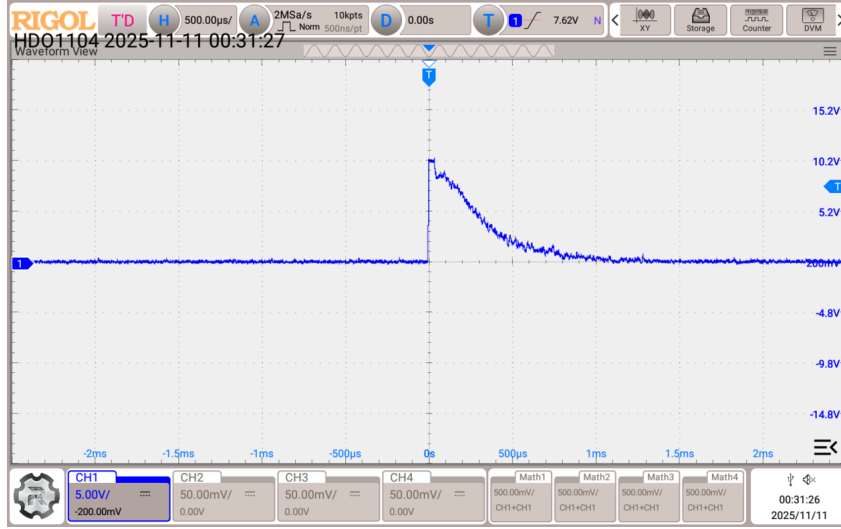 RIGOL T'D H 500.00µs/ A 2MSa/s 10kpts Norm 500ns/pt D 0.00s T 1 7.62V N XY Storage Counter DVM
HDO1104 2025-11-11 00:31:27
Waveform View
T
15.2V
10.2V
T
5.2V
1
200mV
-4.8V
-9.8V
-14.8V
-2ms -1.5ms -1ms -500µs 0s 500µs 1ms 1.5ms 2ms
CH1 CH2 CH3 CH4 Math1 Math2 Math3 Math4
5.00V/ 50.00mV/ 50.00mV/ 50.00mV/ 500.00mV/ 500.00mV/ 500.00mV/ 500.00mV/
-200.00mV 0.00V 0.00V 0.00V CH1+CH1 CH1+CH1 CH1+CH1 CH1+CH1
00:31:26
2025/11/11